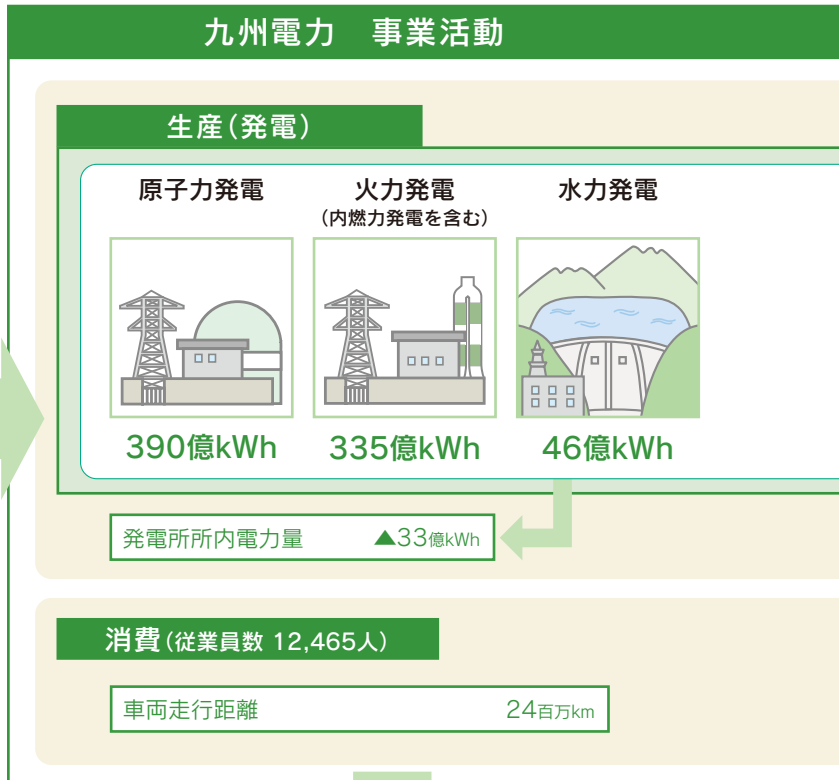 九州電力　事業活動
生産（発電）
原子力発電
火力発電
（内燃力発電を含む）
水力発電
390億kWh
335億kWh
46億kWh
発電所所内電力量 ▲33億kWh
消費（従業員数 12,465人）
車両走行距離 24百万km